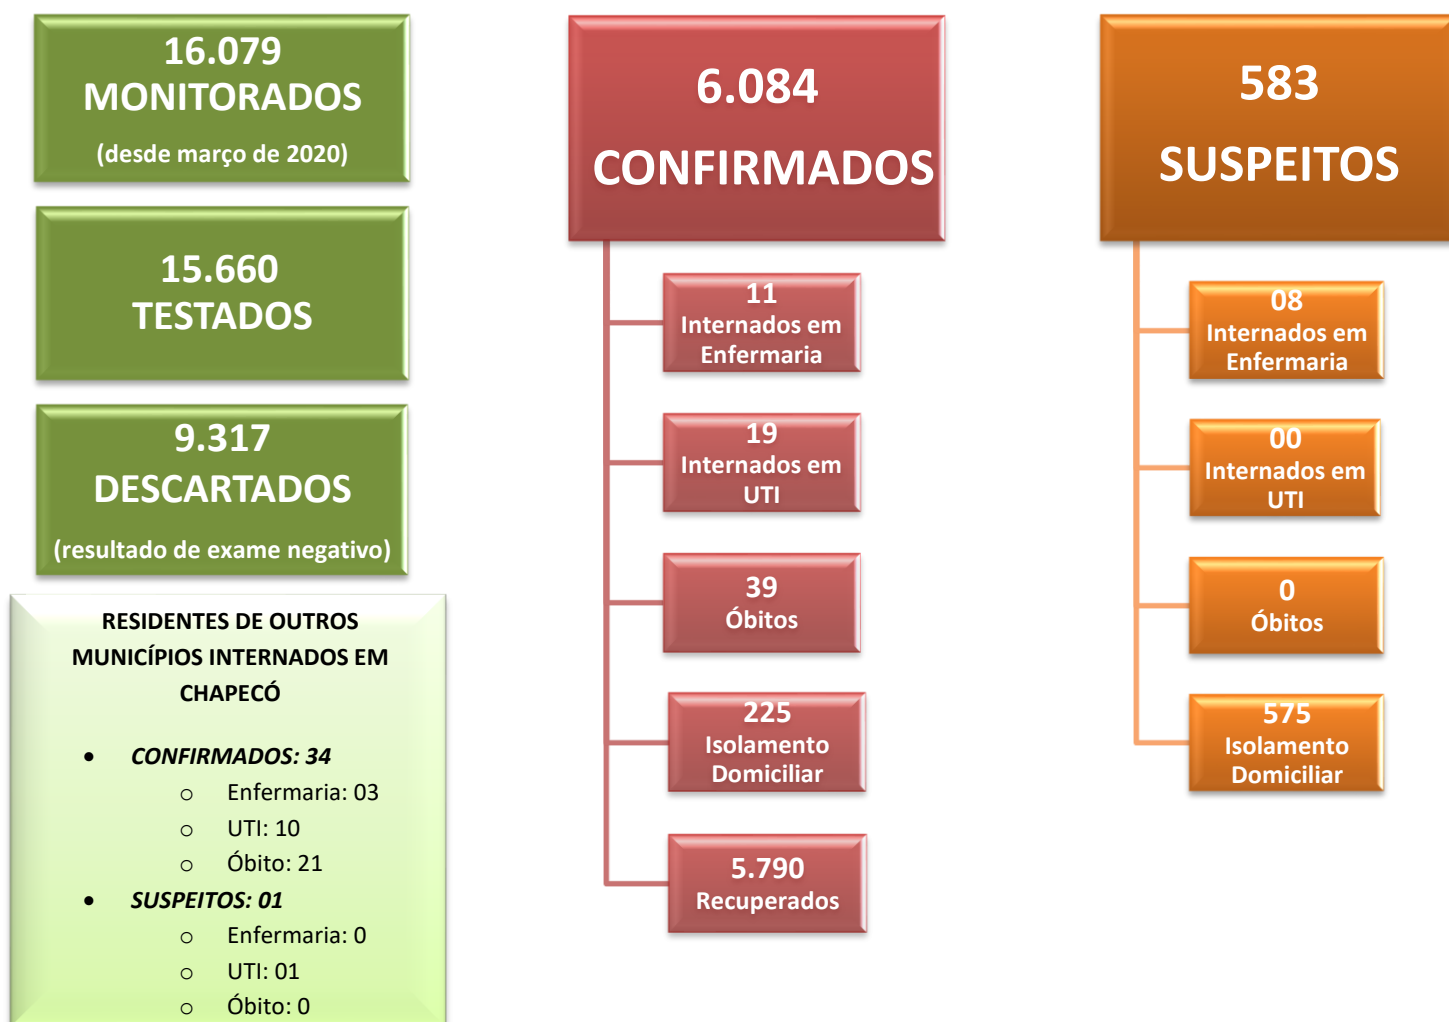 16.079
MONITORADOS
(desde março de 2020)
15.660
TESTADOS
9.317
DESCARTADOS
(resultado de exame negativo)
RESIDENTES DE OUTROS
MUNICÍPIOS INTERNADOS EM
CHAPECÓ
• CONFIRMADOS: 34
o Enfermaria: 03
o UTI: 10
o Óbito: 21
• SUSPEITOS: 01
o Enfermaria: 0
o UTI: 01
o Óbito: 0
6.084
CONFIRMADOS
11
Internados em
Enfermaria
19
Internados em
UTI
39
Óbitos
225
Isolamento
Domiciliar
5.790
Recuperados
583
SUSPEITOS
08
Internados em
Enfermaria
00
Internados em
UTI
0
Óbitos
575
Isolamento
Domiciliar